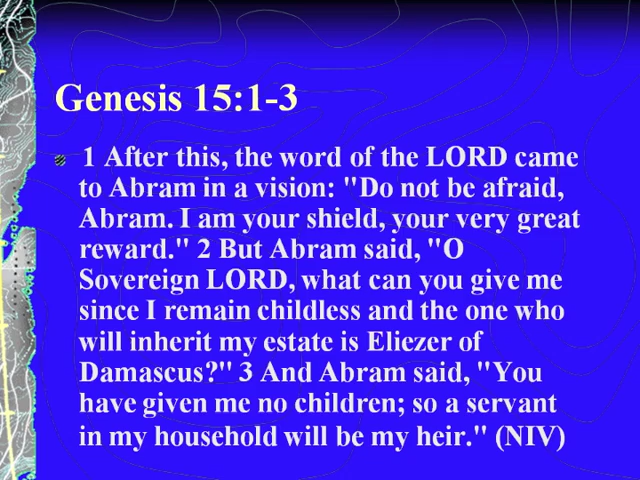 Genesis 15:1-3
1 After this, the word of the LORD came
to Abram in a vision: "Do not be afraid,
Abram. I am your shield, your very great
reward." 2 But Abram said, "O
Sovereign LORD, what can you give me
since I remain childless and the one who
will inherit my estate is Eliezer of
Damascus?" 3 And Abram said, "You
have given me no children; so a servant
in my household will be my heir." (NIV)